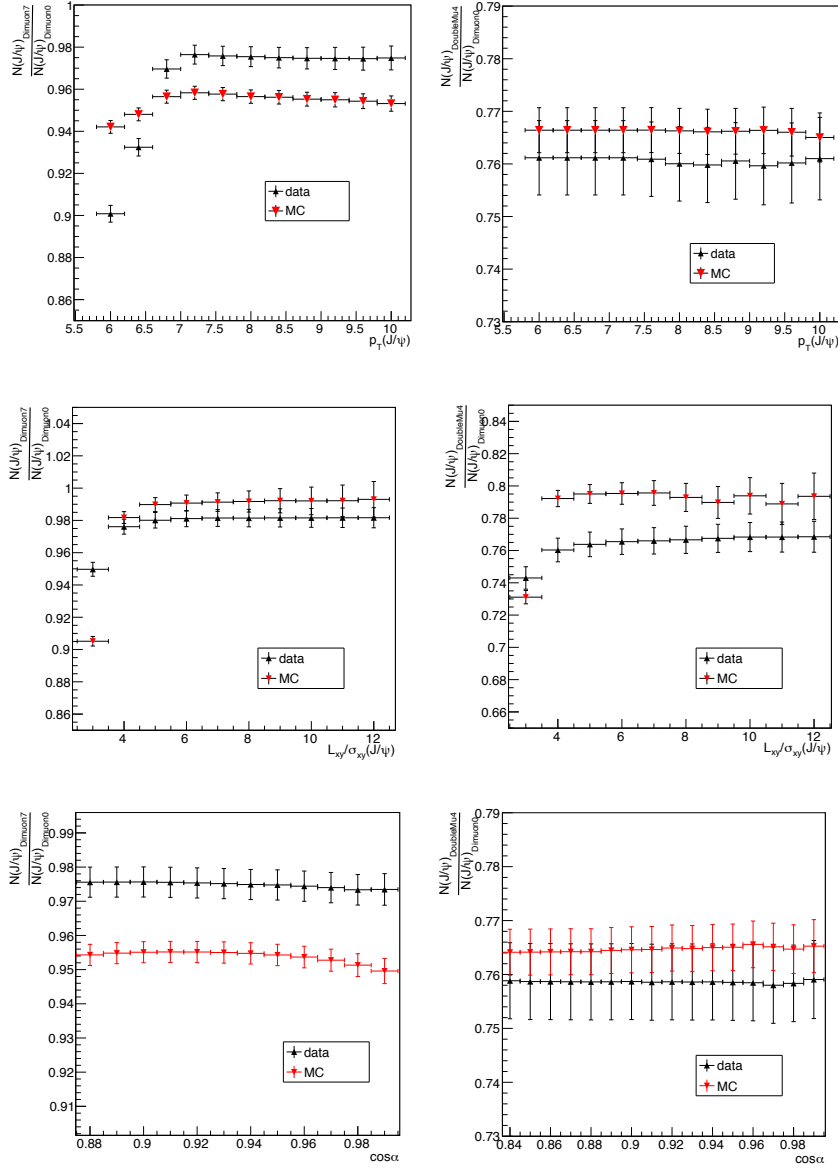 N(J/ψ)Dimuon7
N(J/ψ)Dimuon0
0.98
0.96
0.94
0.92
0.9
0.88
0.86
data
MC
5.5 6 6.5 7 7.5 8 8.5 9 9.5 10
pT(J/ψ)
N(J/ψ)DoubleMu4
N(J/ψ)Dimuon0
0.79
0.78
0.77
0.76
0.75
0.74
0.73
data
MC
5.5 6 6.5 7 7.5 8 8.5 9 9.5 10
pT(J/ψ)
N(J/ψ)Dimuon7
N(J/ψ)Dimuon0
1.04
1.02
1
0.98
0.96
0.94
0.92
0.9
0.88
0.86
data
MC
4 6 8 10 12
Lxy/σxy(J/ψ)
N(J/ψ)DoubleMu4
N(J/ψ)Dimuon0
0.84
0.82
0.8
0.78
0.76
0.74
0.72
0.7
0.68
0.66
data
MC
4 6 8 10 12
Lxy/σxy(J/ψ)
N(J/ψ)Dimuon7
N(J/ψ)Dimuon0
0.99
0.98
0.97
0.96
0.95
0.94
0.93
0.92
0.91
data
MC
0.88 0.9 0.92 0.94 0.96 0.98
cosα
N(J/ψ)DoubleMu4
N(J/ψ)Dimuon0
0.79
0.78
0.77
0.76
0.75
0.74
0.73
data
MC
0.84 0.86 0.88 0.9 0.92 0.94 0.96 0.98
cosα